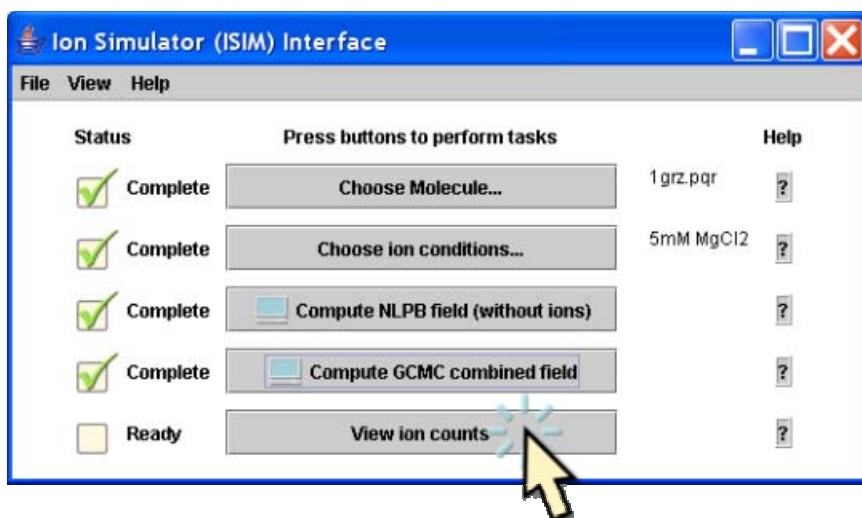 Ion Simulator (ISIM) Interface
File View Help
Status Press buttons to perform tasks Help
Complete Choose Molecule... 1grz.pqr ?
Complete Choose ion conditions... 5mM MgCl2 ?
Complete Compute NLPB field (without ions) ?
Complete Compute GCMC combined field ?
Ready View ion counts ?